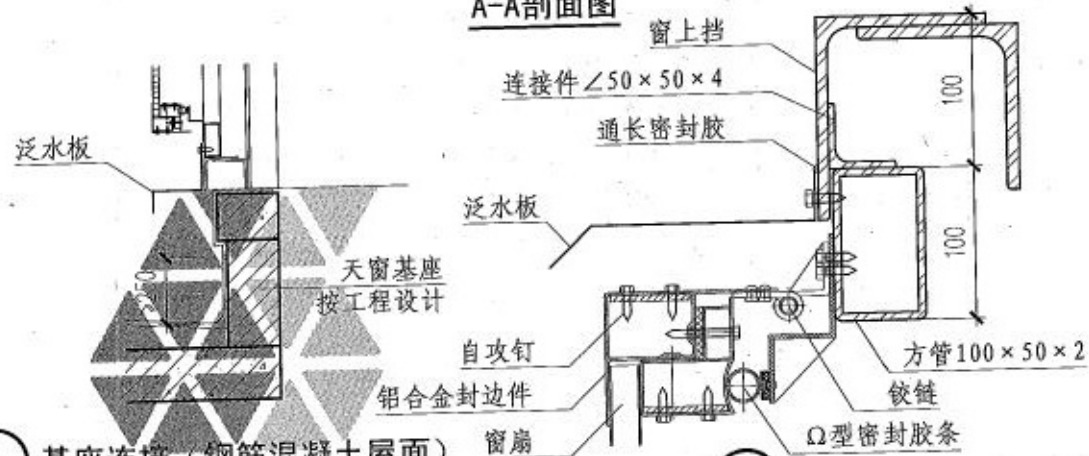 A-A剖面图
窗上挡
连接件∠50×50×4
通长密封胶
泛水板
100
100
泛水板
天窗基座
按工程设计
自攻钉
铝合金封边件
窗扇
方管100×50×2
铰链
Ω型密封胶条
基座连接(钢筋混凝土屋面)